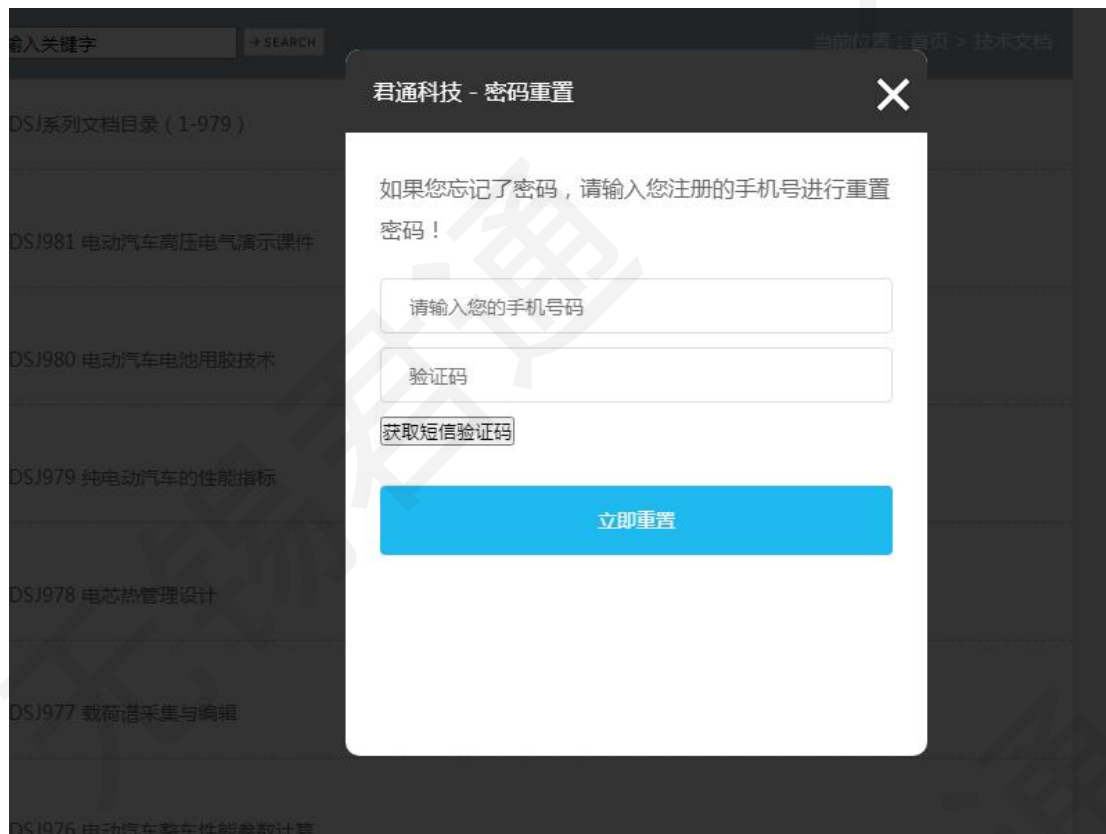 输入关键字
→SEARCH
当前位置：首页 > 技术文档
君通科技 - 密码重置
DSJ系列文档目录（1-979）
如果您忘记了密码，请输入您注册的手机号进行重置
密码！
DSJ981 电动汽车高压电气演示课件
请输入您的手机号码
DSJ980 电动汽车电池用胶技术
验证码
获取短信验证码
DSJ979 纯电动汽车的性能指标
立即重置
DSJ978 电芯热管理设计
DSJ977 载荷谱采集与编辑
DSJ976 电动汽车整车性能参数计算
无锡君通
通